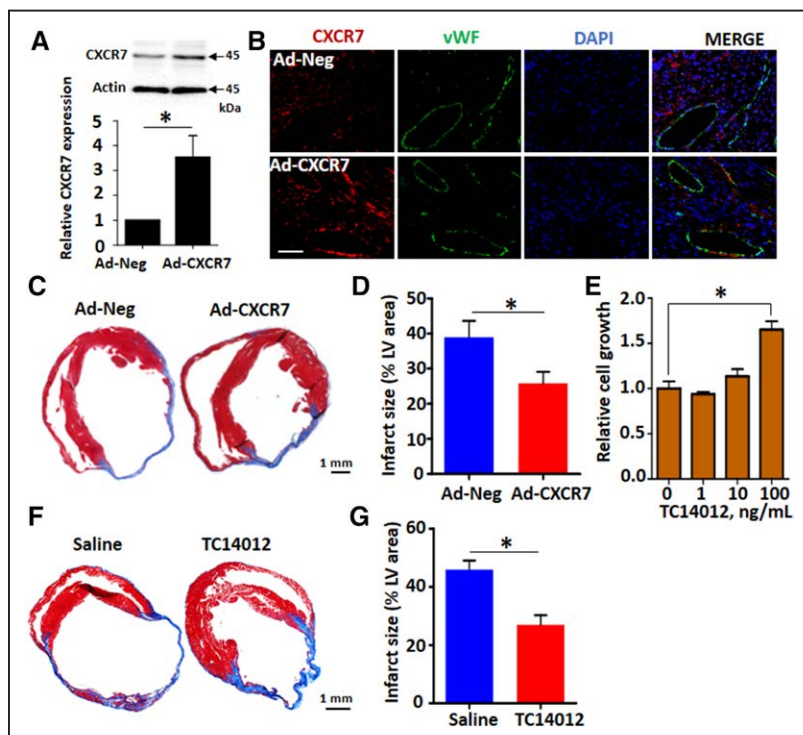 A
CXCR7
45
Actin
45
kDa
Relative CXCR7 expression
5
4
3
2
1
0
*
Ad-Neg Ad-CXCR7
B
CXCR7 vWF DAPI MERGE
Ad-Neg
Ad-CXCR7
C
Ad-Neg Ad-CXCR7
1 mm
D
Infarct size (% LV area)
50
40
30
20
10
0
*
Ad-Neg Ad-CXCR7
E
Relative cell growth
2.0
1.5
1.0
0.5
0.0
*
0 1 10 100
TC14012, ng/mL
F
Saline TC14012
1 mm
G
Infarct size (% LV area)
60
40
20
0
*
Saline TC14012